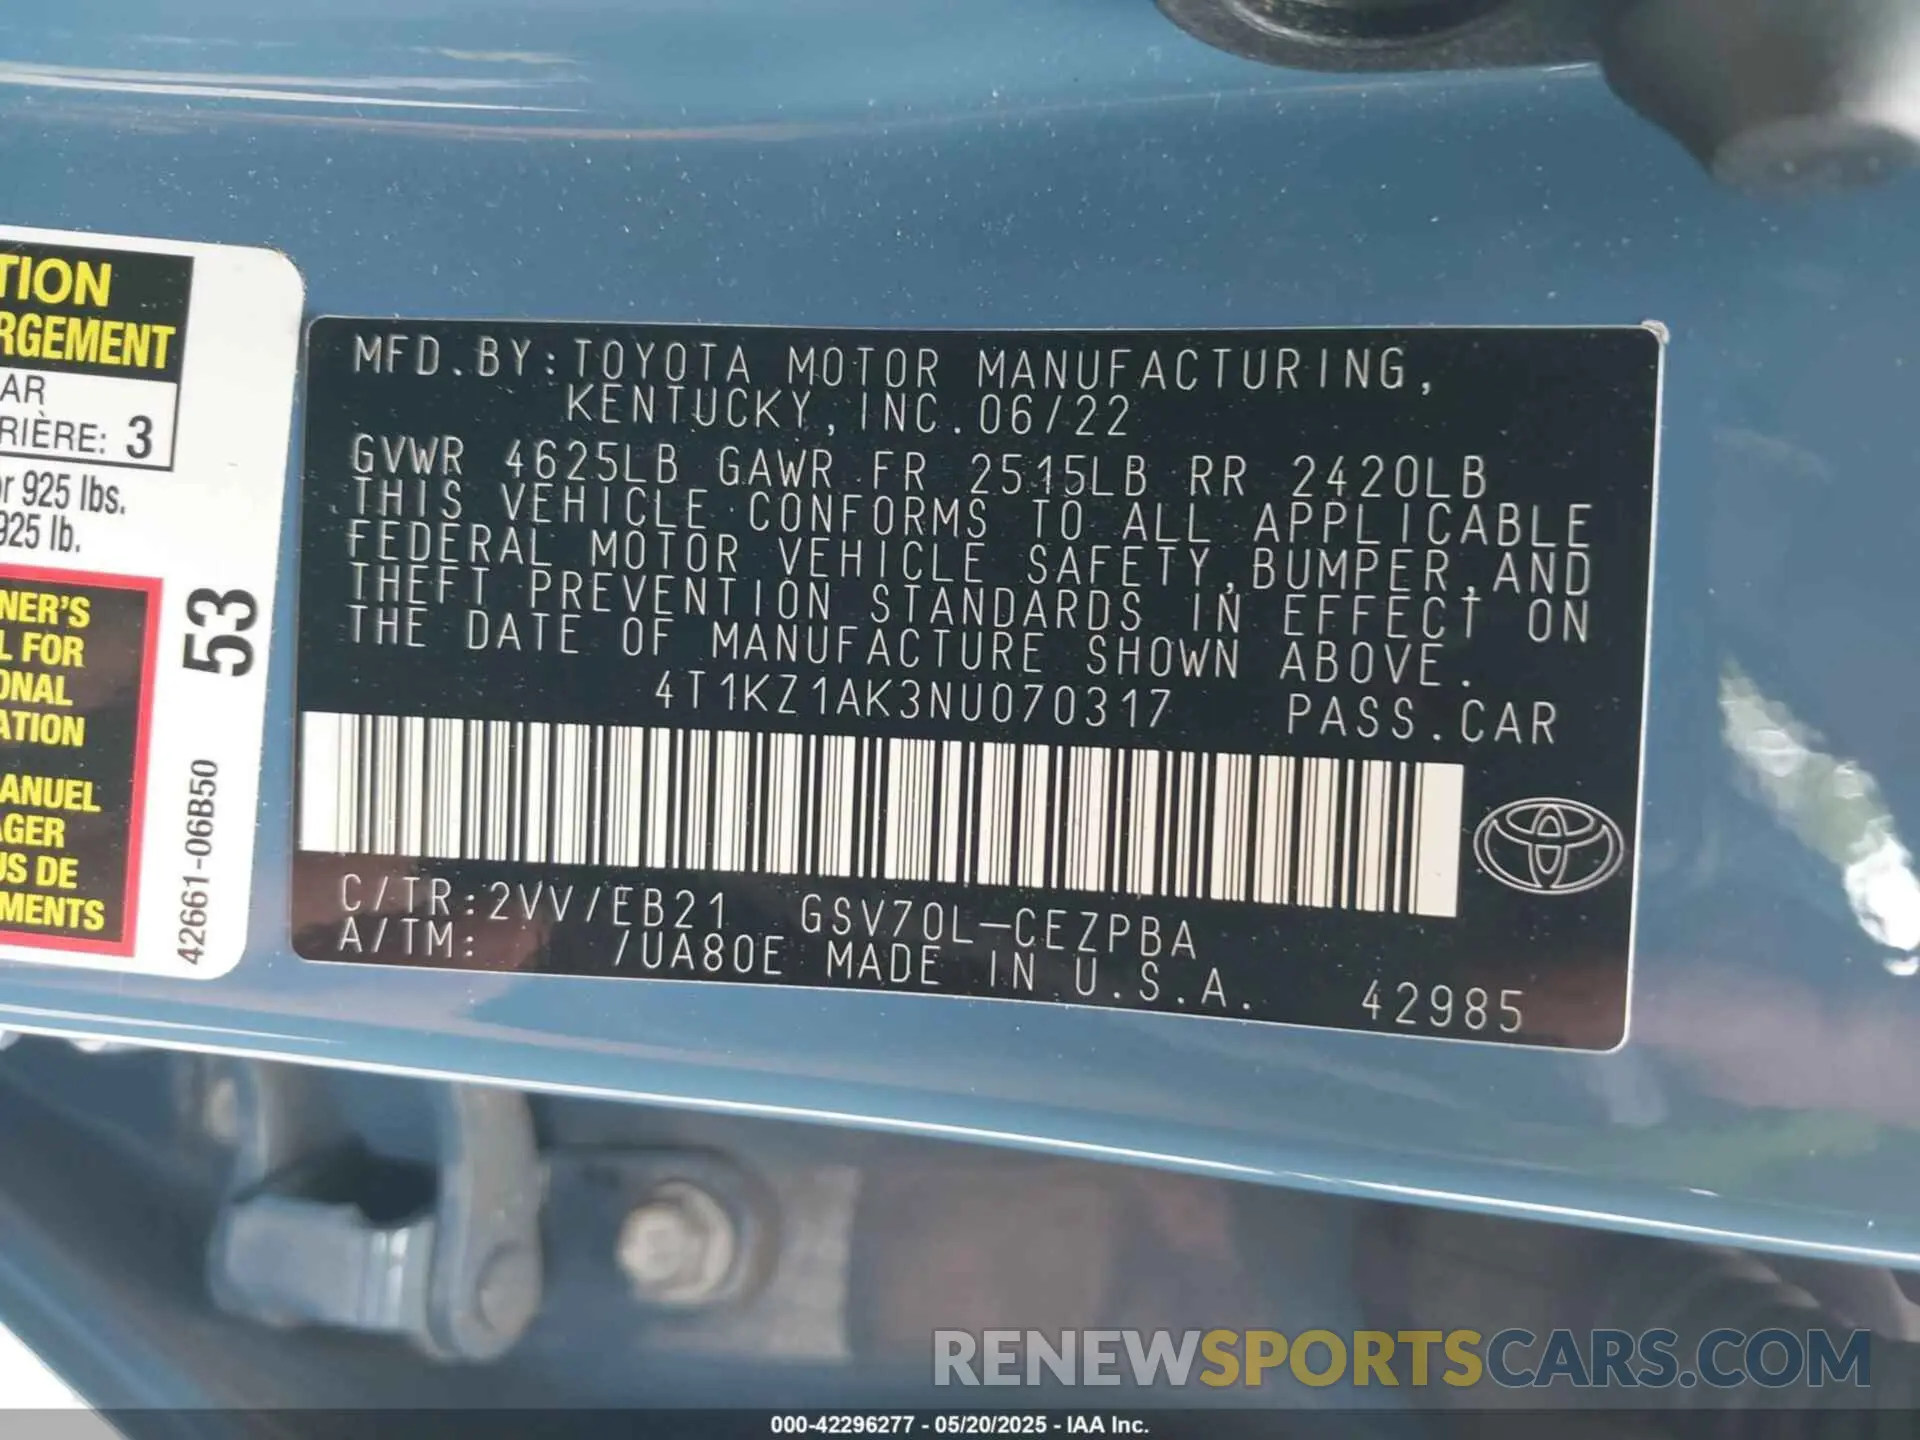 TION
RGEMENT
AR
RIÈRE: 3
or 925 lbs.
925 lb.
NER'S
L FOR
ONAL
ATION
ANUEL
AGER
US DE
MENTS
53
42661-06B50
MFD.BY:TOYOTA MOTOR MANUFACTURING,
KENTUCKY, INC. 06/22
GVWR 4625LB GAWR FR 2515LB RR 2420LB
THIS VEHICLE CONFORMS TO ALL APPLICABLE
FEDERAL MOTOR VEHICLE SAFETY,BUMPER,AND
THEFT PREVENTION STANDARDS IN EFFECT ON
THE DATE OF MANUFACTURE SHOWN ABOVE.
4T1KZ1AK3NU070317 PASS.CAR
C/TR:2VV/EB21 GSV70L-CEZPBA
A/TM: /UA80E MADE IN U.S.A. 42985
RENEWSPORTSCARS.COM
000-42296277 - 05/20/2025 - IAA Inc.